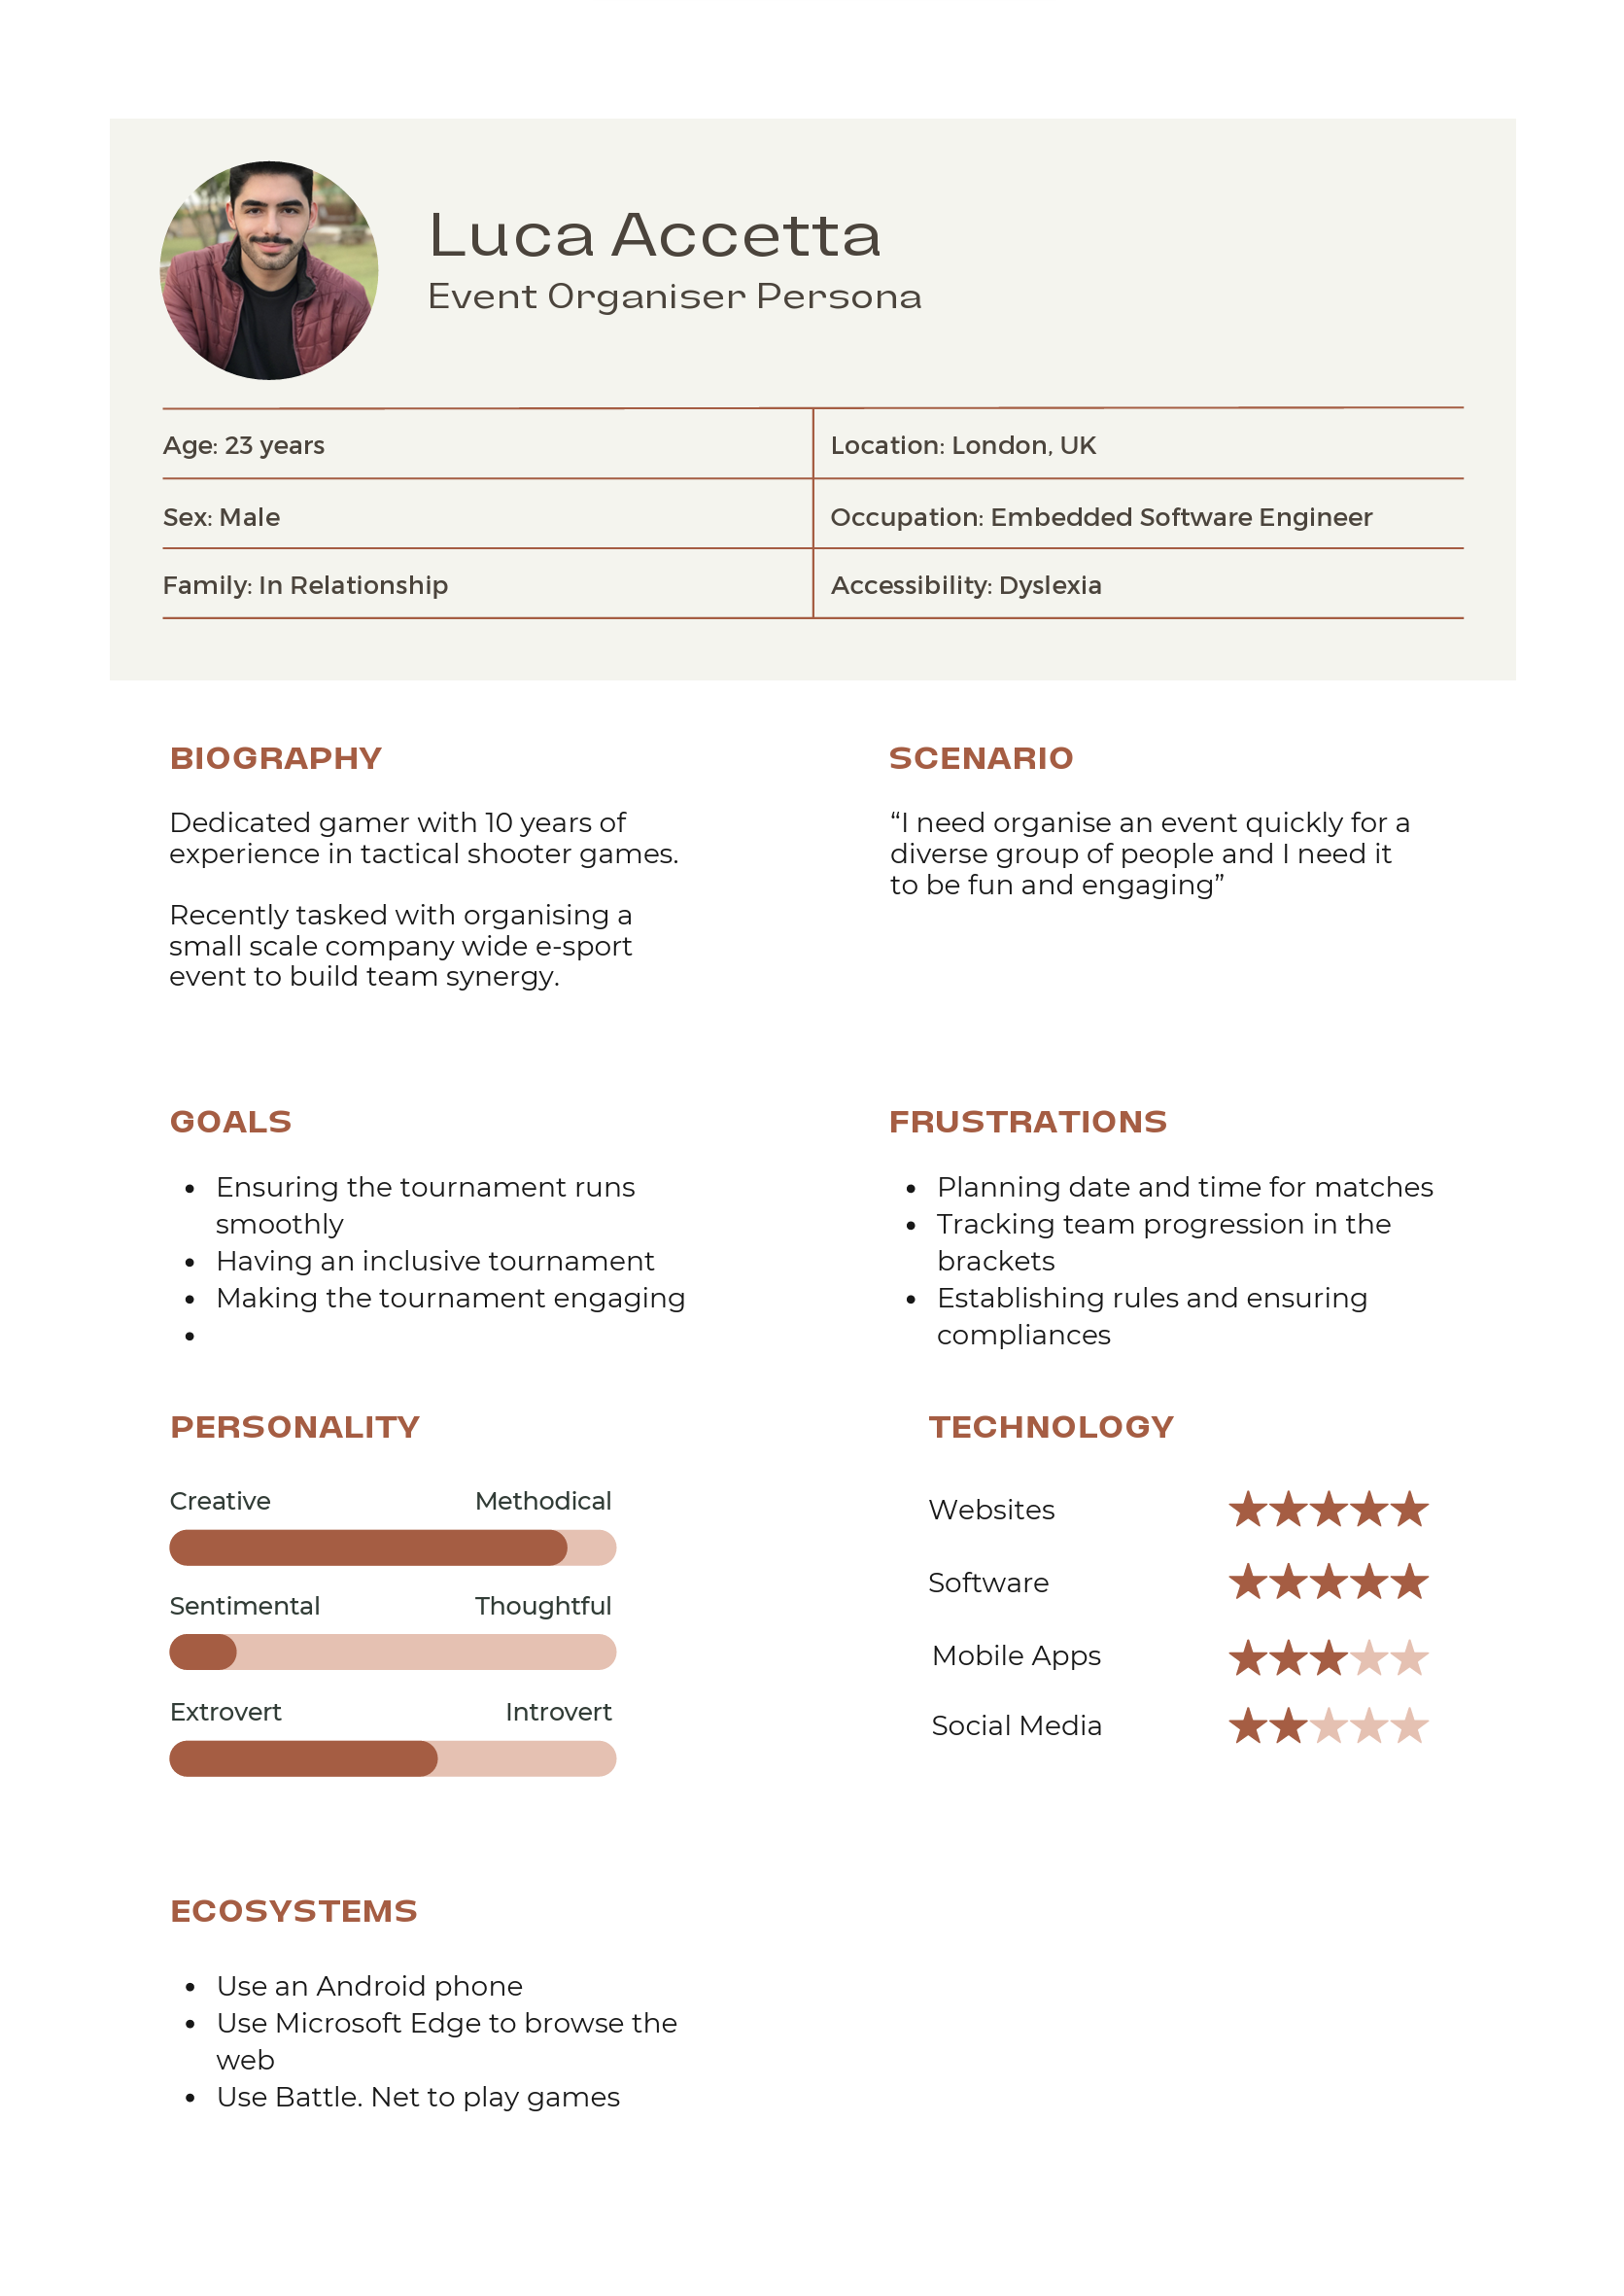 Luca Accetta
Event Organiser Persona
Age: 23 years
Location: London, UK
Sex: Male
Occupation: Embedded Software Engineer
Family: In Relationship
Accessibility: Dyslexia
BIOGRAPHY
Dedicated gamer with 10 years of
experience in tactical shooter games.
Recently tasked with organising a
small scale company wide e-sport
event to build team synergy.
SCENARIO
“I need organise an event quickly for a
diverse group of people and I need it
to be fun and engaging”
GOALS
• Ensuring the tournament runs
smoothly
• Having an inclusive tournament
• Making the tournament engaging
•
FRUSTRATIONS
• Planning date and time for matches
• Tracking team progression in the
brackets
• Establishing rules and ensuring
compliances
PERSONALITY
Creative Methodical
Sentimental Thoughtful
Extrovert Introvert
TECHNOLOGY
Websites
Software
Mobile Apps
Social Media
ECOSYSTEMS
• Use an Android phone
• Use Microsoft Edge to browse the
web
• Use Battle. Net to play games